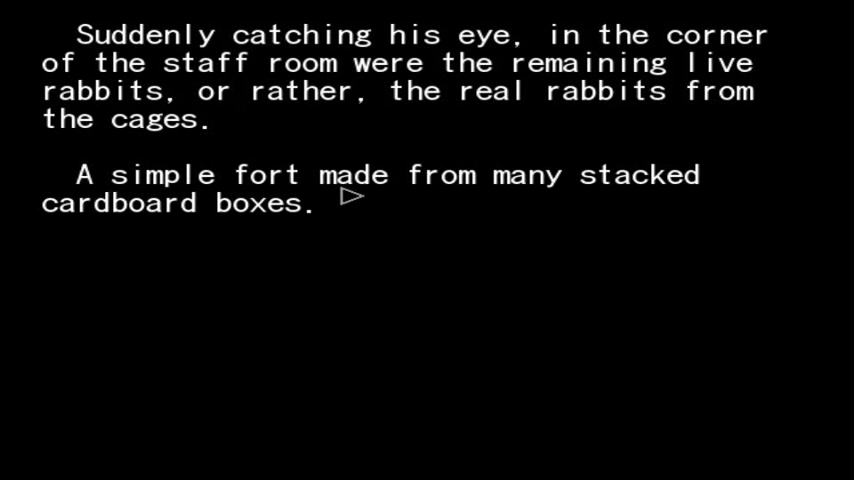 Suddenly catching his eye, in the corner
of the staff room were the remaining live
rabbits, or rather, the real rabbits from
the cages.
A simple fort made from many stacked
cardboard boxes.